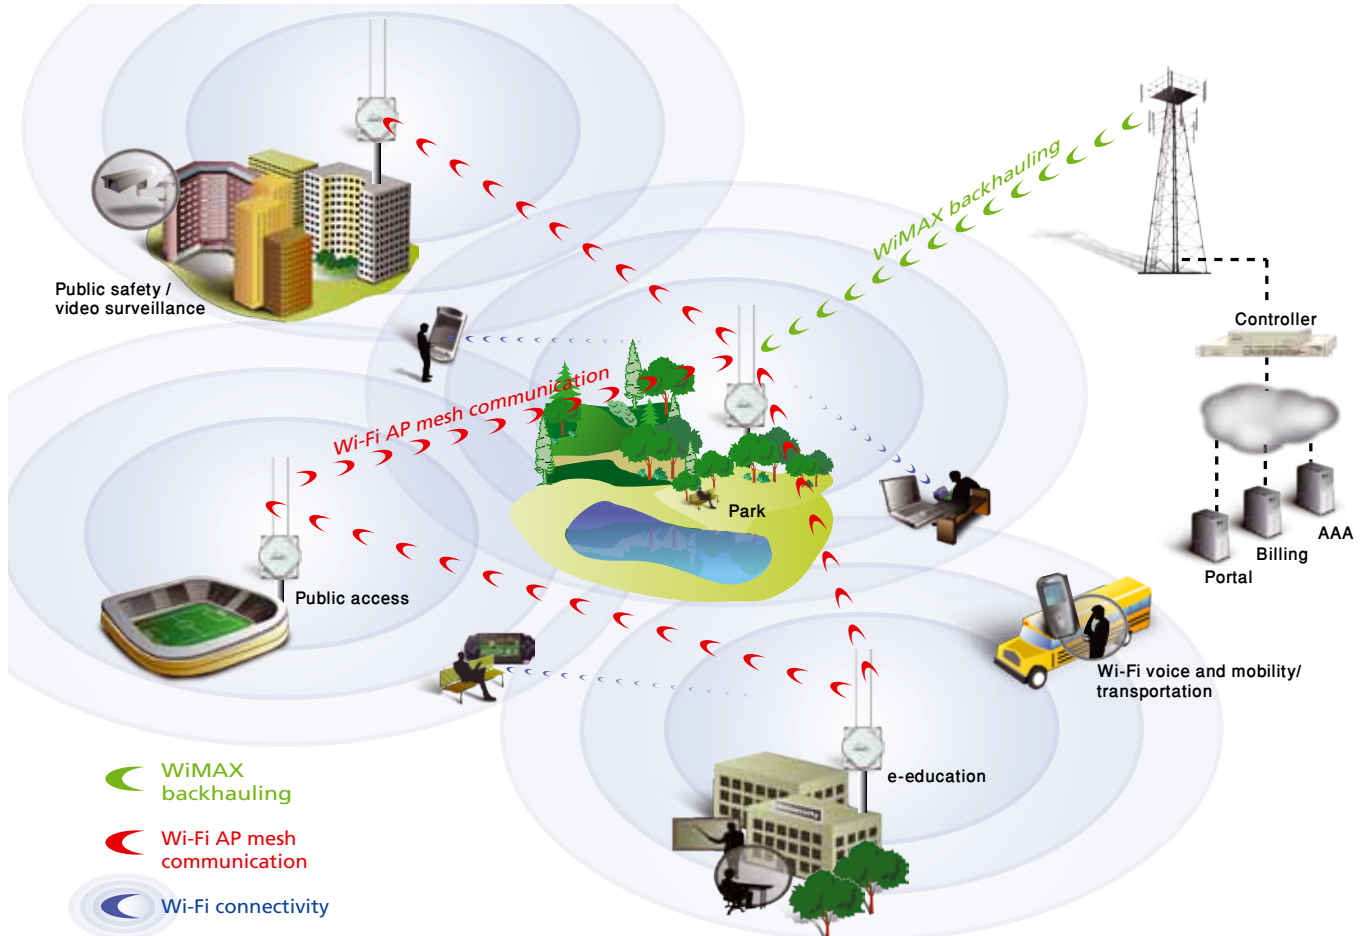 WiMAX backhauling
Public safety /
video surveillance
Controller
Wi-Fi AP mesh communication
Park
AAA
Billing
Portal
Public access
Wi-Fi voice and mobility/
transportation
e-education
WiMAX
backhauling
Wi-Fi AP mesh
communication
Wi-Fi connectivity